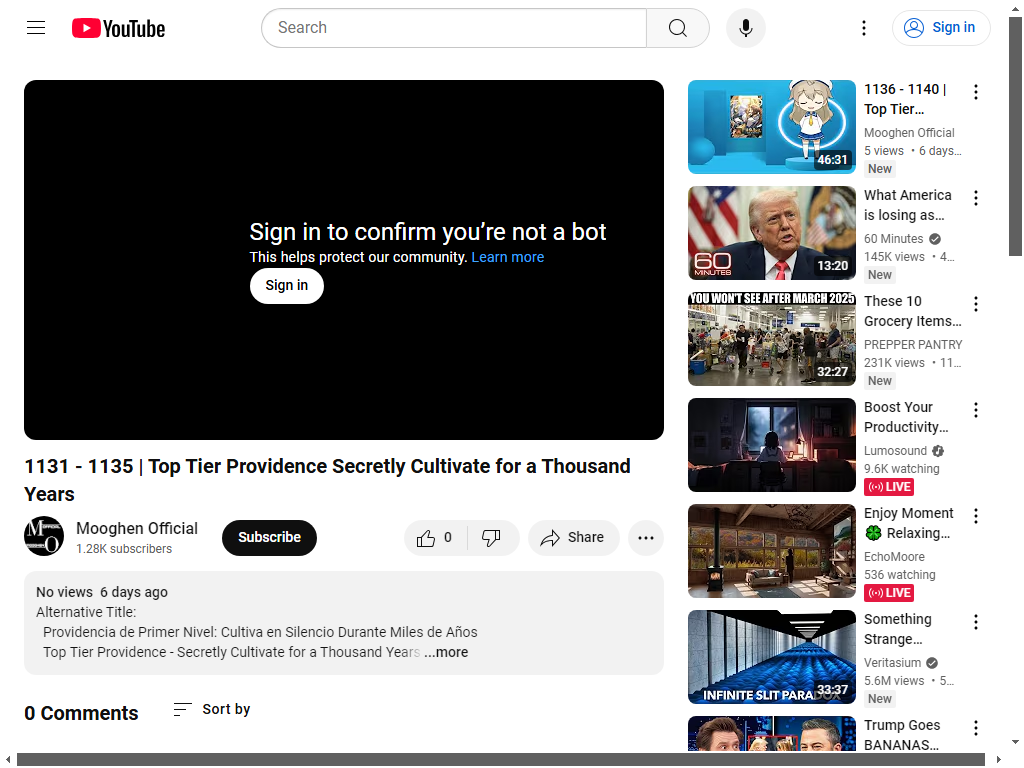 YouTube
Search
Sign in
Sign in to confirm you’re not a bot
This helps protect our community. Learn more
Sign in
1131 - 1135 | Top Tier Providence Secretly Cultivate for a Thousand
Years
Mooghen Official
1.28K subscribers
Subscribe
0
Share
No views 6 days ago
Alternative Title:
Providencia de Primer Nivel: Cultiva en Silencio Durante Miles de Años
Top Tier Providence - Secretly Cultivate for a Thousand Years ...more
0 Comments
Sort by
46:31
1136 - 1140 |
Top Tier…
Mooghen Official
5 views • 6 days…
New
60
MINUTES
13:20
What America
is losing as…
60 Minutes
145K views • 4…
New
YOU WON'T SEE AFTER MARCH 2025
32:27
These 10
Grocery Items…
PREPPER PANTRY
231K views • 11…
New
Boost Your
Productivity…
Lumosound
9.6K watching
LIVE
Enjoy Moment
🍀 Relaxing…
EchoMoore
536 watching
LIVE
INFINITE SLIT PARADOX
33:37
Something
Strange…
Veritasium
5.6M views • 5…
New
Trump Goes
BANANAS…